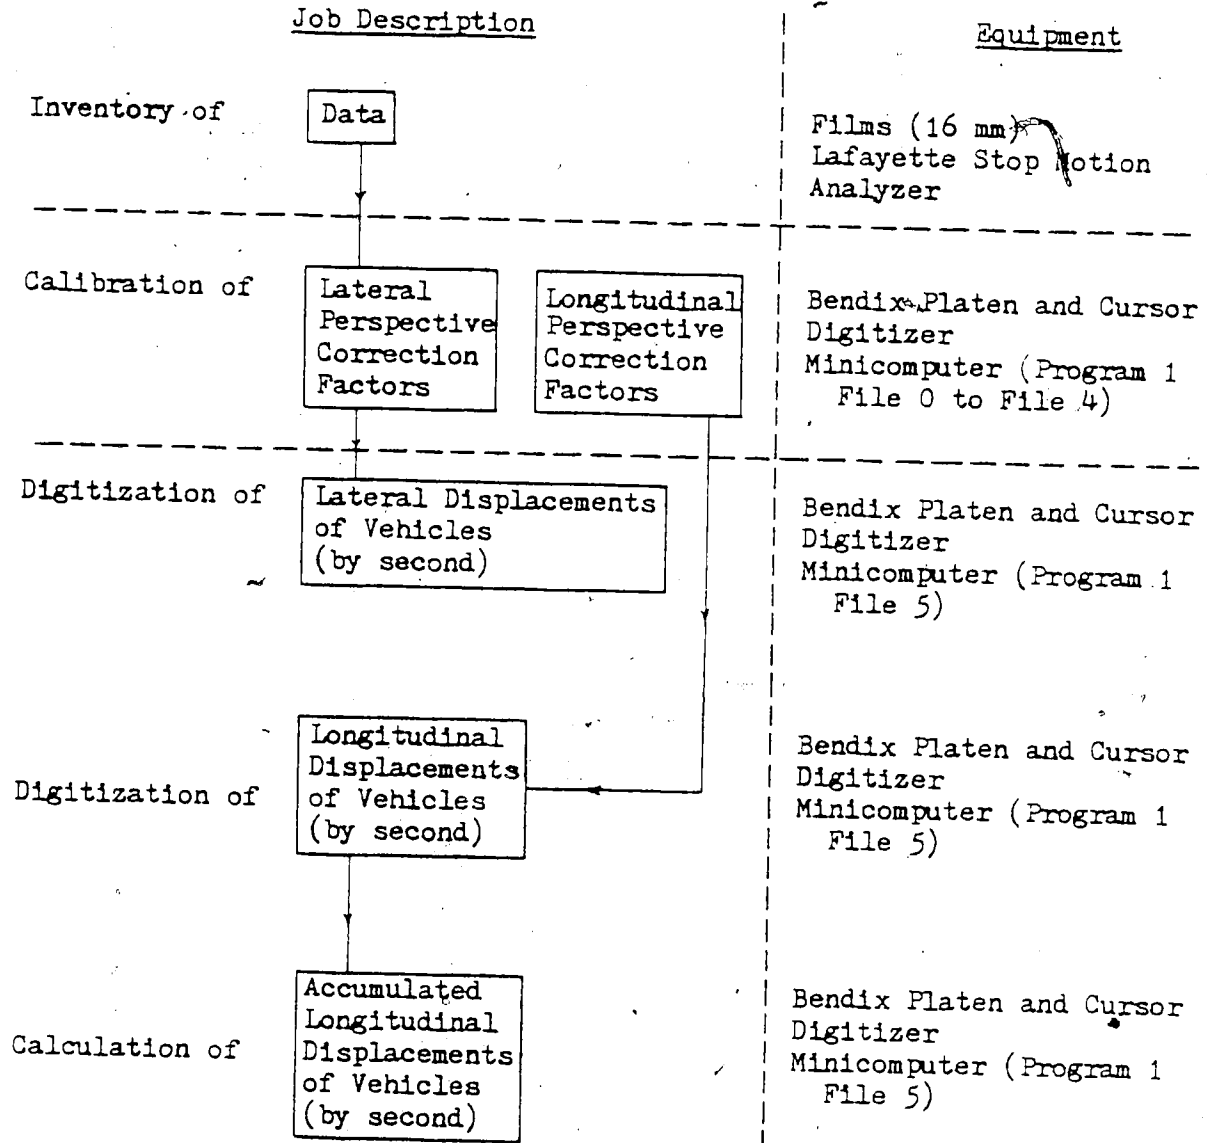 Job Description
Equipment
Inventory of
Data
Films (16 mm)
Lafayette Stop Motion
Analyzer
Calibration of
Lateral
Perspective
Correction
Factors
Longitudinal
Perspective
Correction
Factors
Bendix Platen and Cursor
Digitizer
Minicomputer (Program 1
File 0 to File 4)
Digitization of
Lateral Displacements
of Vehicles
(by second)
Bendix Platen and Cursor
Digitizer
Minicomputer (Program 1
File 5)
Digitization of
Longitudinal
Displacements
of Vehicles
(by second)
Bendix Platen and Cursor
Digitizer
Minicomputer (Program 1
File 5)
Calculation of
Accumulated
Longitudinal
Displacements
of Vehicles
(by second)
Bendix Platen and Cursor
Digitizer
Minicomputer (Program 1
File 5)